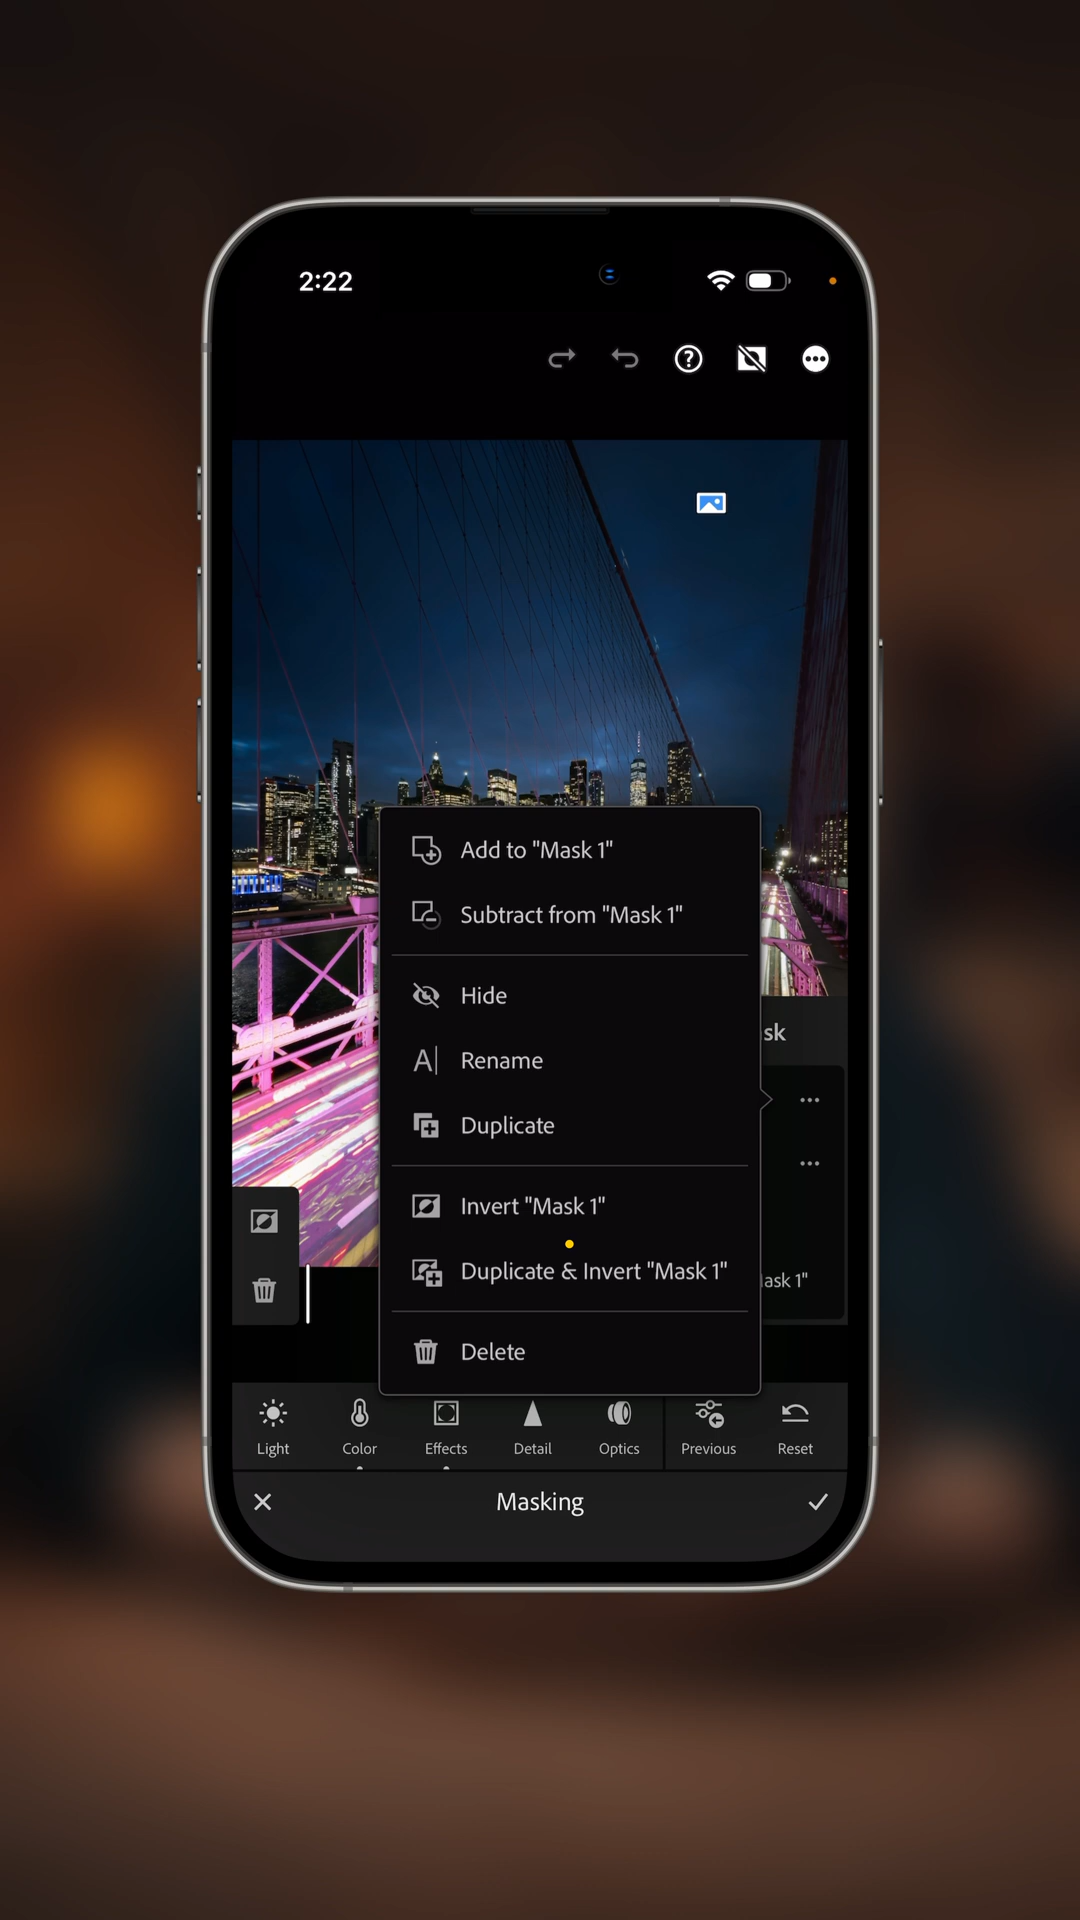 2:22
Add to "Mask 1"
Subtract from "Mask 1"
Hide
sk
Rename
Duplicate
Invert "Mask 1"
Duplicate & Invert "Mask 1"
ask 1"
Delete
Light
Color
Effects
Detail
Optics
Previous
Reset
Masking